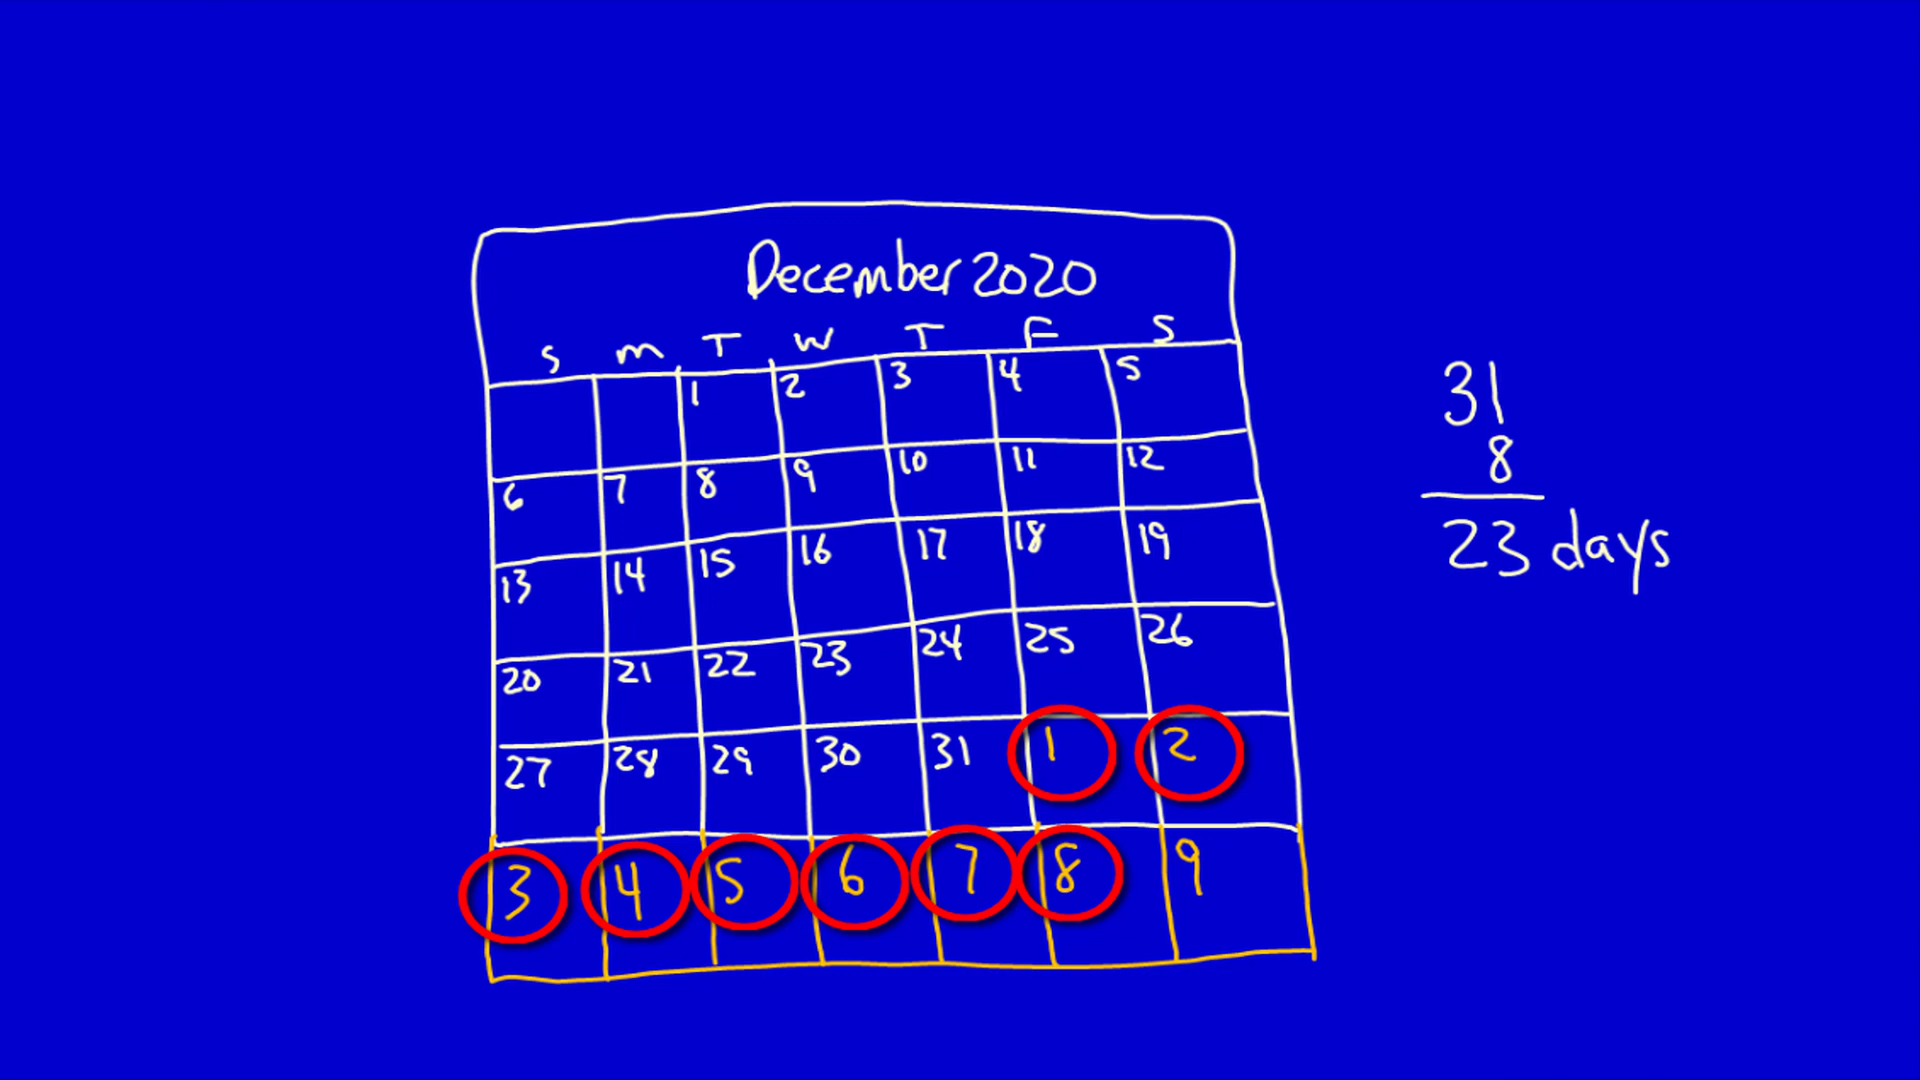 December 2020
S M T W T F S
1 2 3 4 5
6 7 8 9 10 11 12
13 14 15 16 17 18 19
20 21 22 23 24 25 26
27 28 29 30 31 1 2
3 4 5 6 7 8 9
31
8
23 days